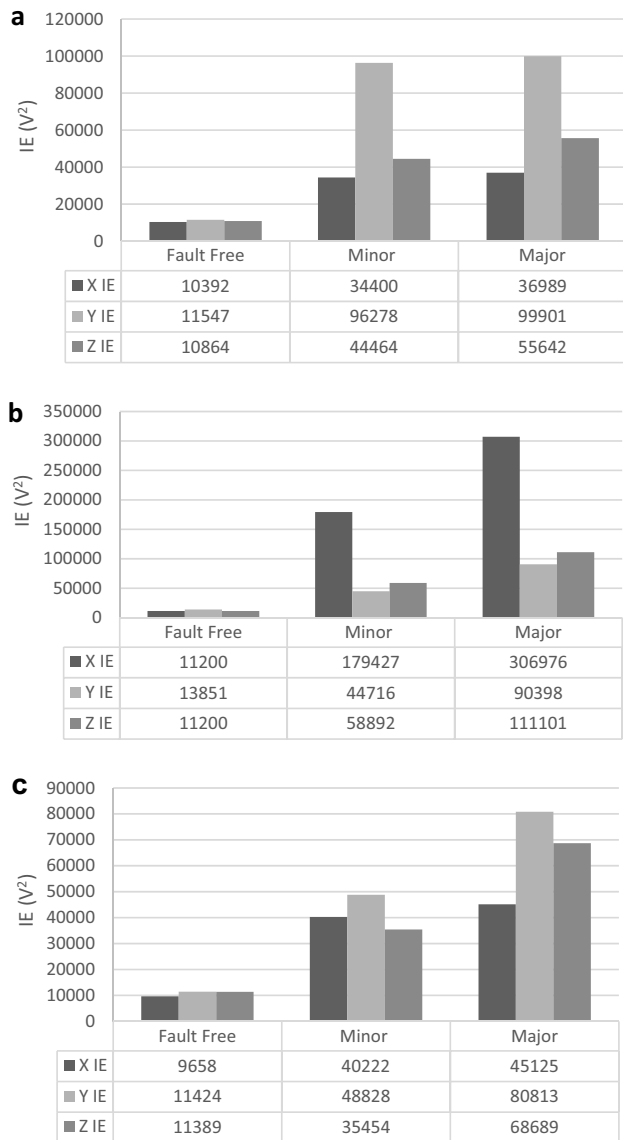 a
120000
100000
80000
60000
40000
20000
0
IE (V²)
Fault Free Minor Major
X IE 10392 34400 36989
Y IE 11547 96278 99901
Z IE 10864 44464 55642
b
350000
300000
250000
200000
150000
100000
50000
0
IE (V²)
Fault Free Minor Major
X IE 11200 179427 306976
Y IE 13851 44716 90398
Z IE 11200 58892 111101
c
90000
80000
70000
60000
50000
40000
30000
20000
10000
0
IE (V²)
Fault Free Minor Major
X IE 9658 40222 45125
Y IE 11424 48828 80813
Z IE 11389 35454 68689